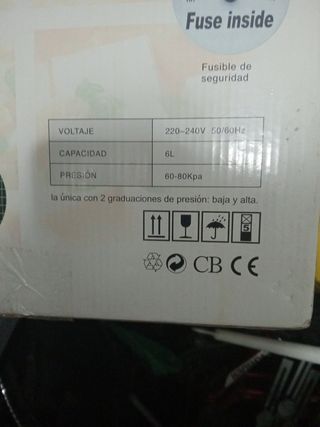 Fuse inside
Fusible de
seguridad
VOLTAJE 220~240V 50/60Hz
CAPACIDAD 6L
PRESIÓN 60-80Kpa
la única con 2 graduaciones de presión: baja y alta.
5
CB CE